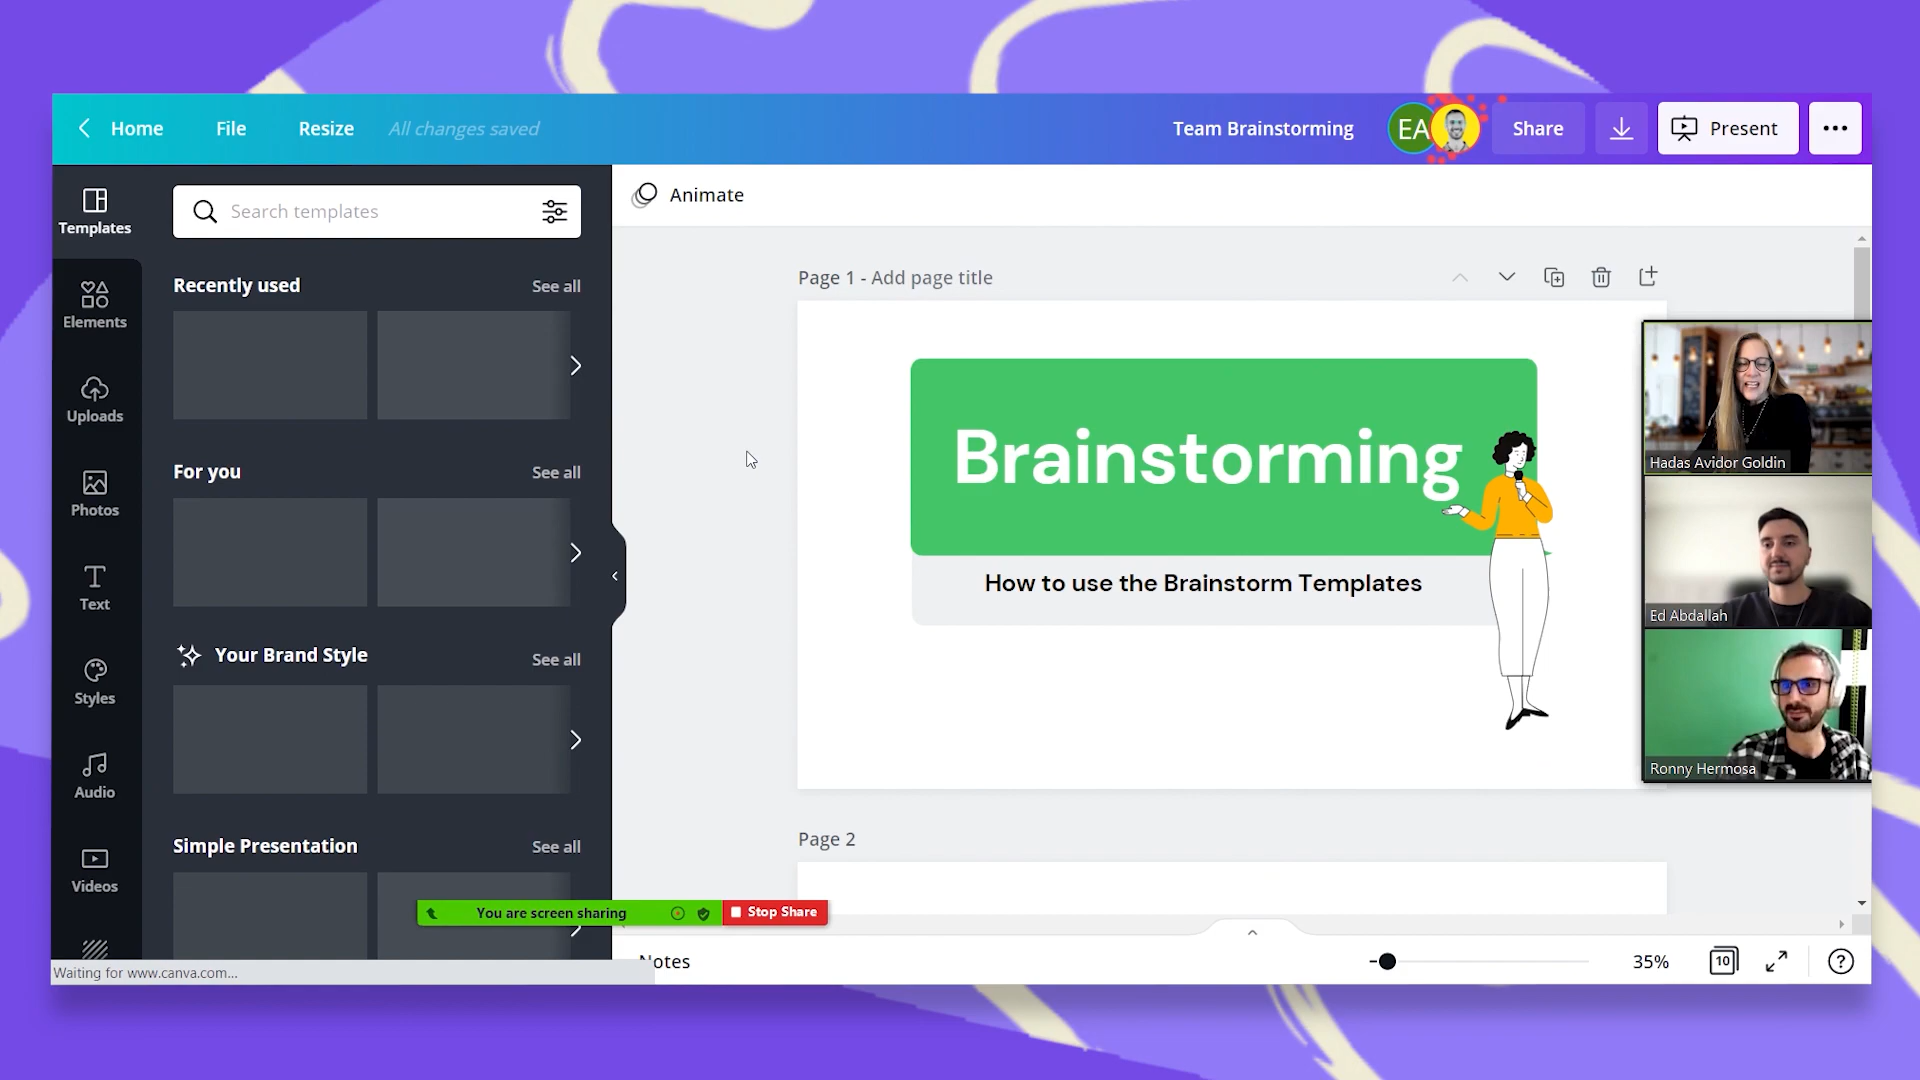 Home File Resize All changes saved Team Brainstorming EA Share Present
Templates
Search templates
Animate
Recently used See all
Page 1 - Add page title
Elements
Brainstorming
How to use the Brainstorm Templates
Uploads
For you See all
Photos
Text
Your Brand Style See all
Styles
Audio
Simple Presentation See all
Videos
Hadas Avidor Goldin
Ed Abdallah
Ronny Hermosa
Page 2
You are screen sharing Stop Share
Waiting for www.canva.com...
Notes 35% 10 ?